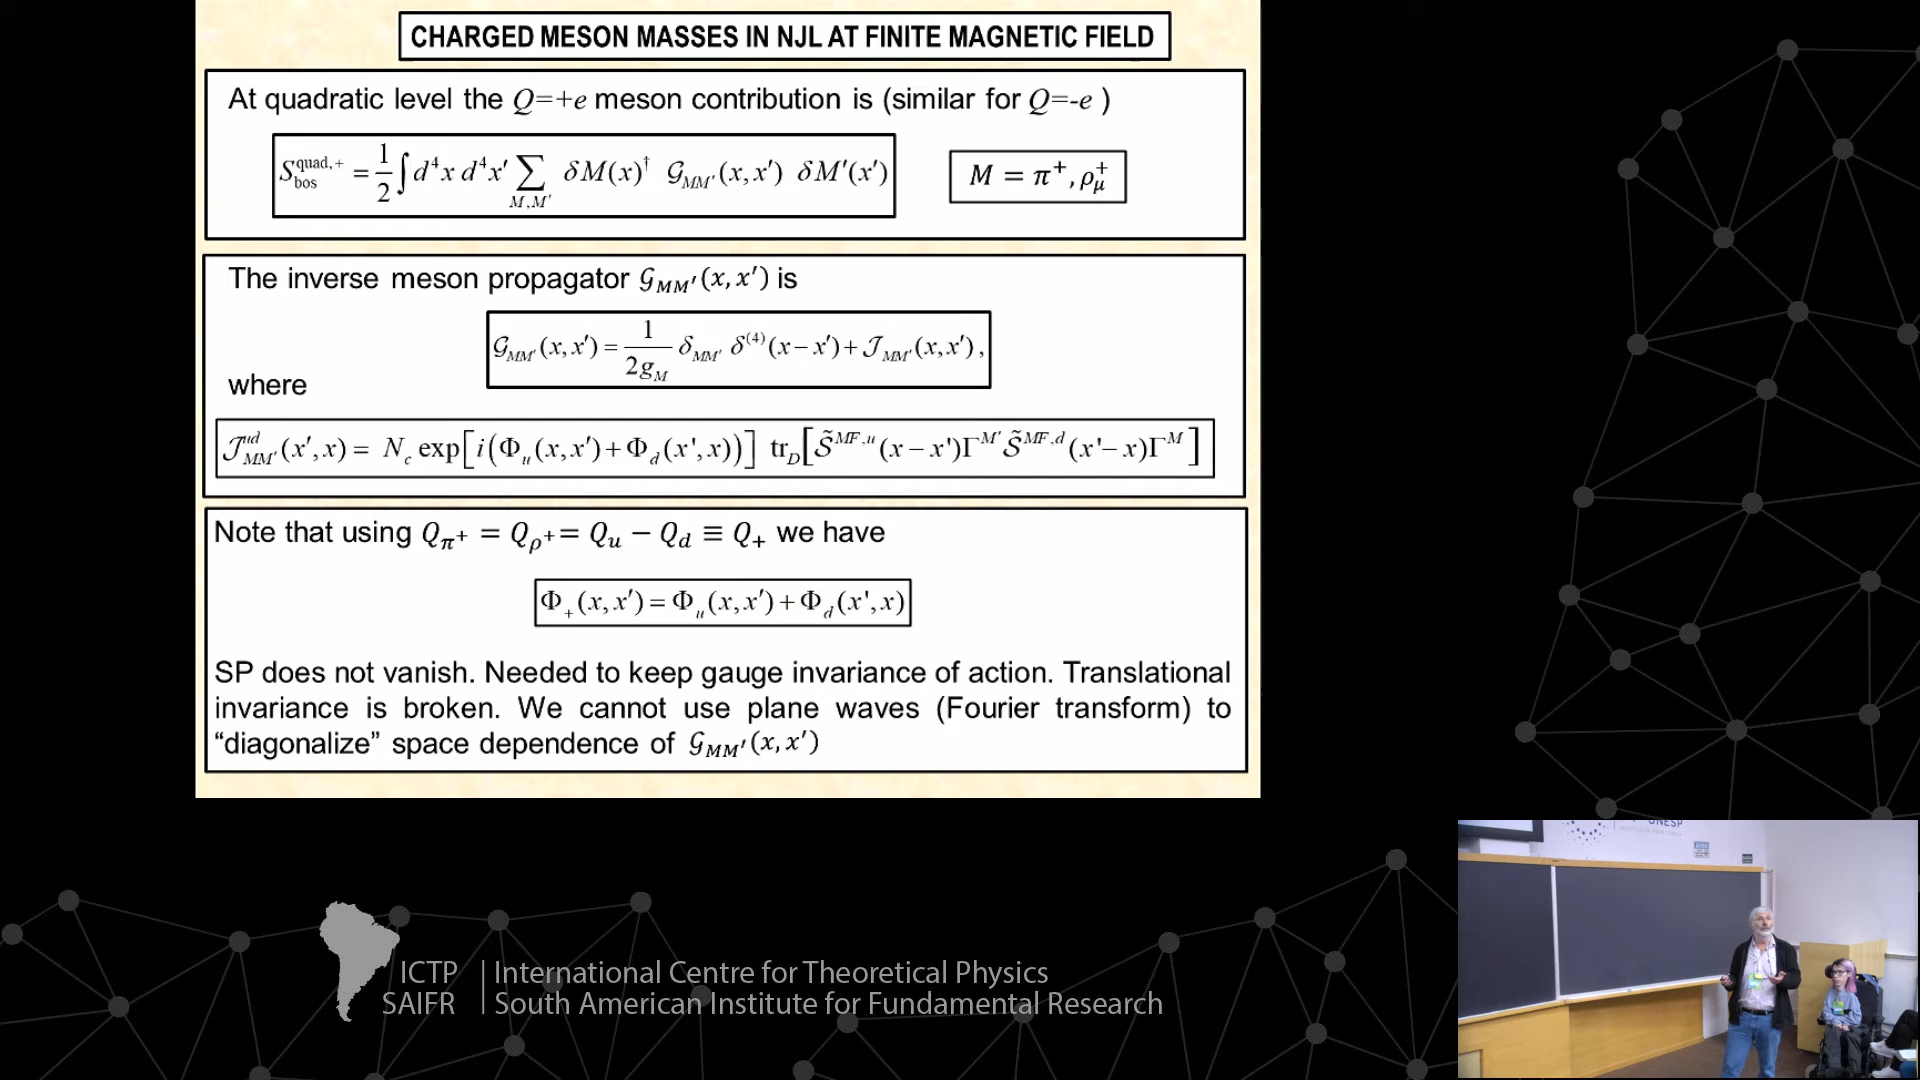 CHARGED MESON MASSES IN NJL AT FINITE MAGNETIC FIELD
At quadratic level the Q=+e meson contribution is (similar for Q=-e )
S_bos^{quad,+} = 1/2 ∫ d⁴x d⁴x′ ∑_{M,M′} δM(x)† 𝒢_{MM′}(x,x′) δM′(x′)
M = π⁺, ρ_μ⁺
The inverse meson propagator 𝒢_{MM′}(x,x′) is
𝒢_{MM′}(x,x′) = 1/(2g_M) δ_{MM′} δ^{(4)}(x−x′) + 𝒥_{MM′}(x,x′),
where
𝒥^{ud}_{MM′}(x′,x) = N_c exp[i(Φ_u(x,x′)+Φ_d(x',x))] tr_D[S̃^{MF,u}(x−x')Γ^{M'} S̃^{MF,d}(x'−x)Γ^M]
Note that using Q_{π⁺} = Q_{ρ⁺} = Q_u − Q_d ≡ Q_+ we have
Φ_+(x,x′) = Φ_u(x,x′) + Φ_d(x',x)
SP does not vanish. Needed to keep gauge invariance of action. Translational
invariance is broken. We cannot use plane waves (Fourier transform) to
“diagonalize” space dependence of 𝒢_{MM′}(x,x′)
UNESP
ICTP | International Centre for Theoretical Physics
SAIFR | South American Institute for Fundamental Research